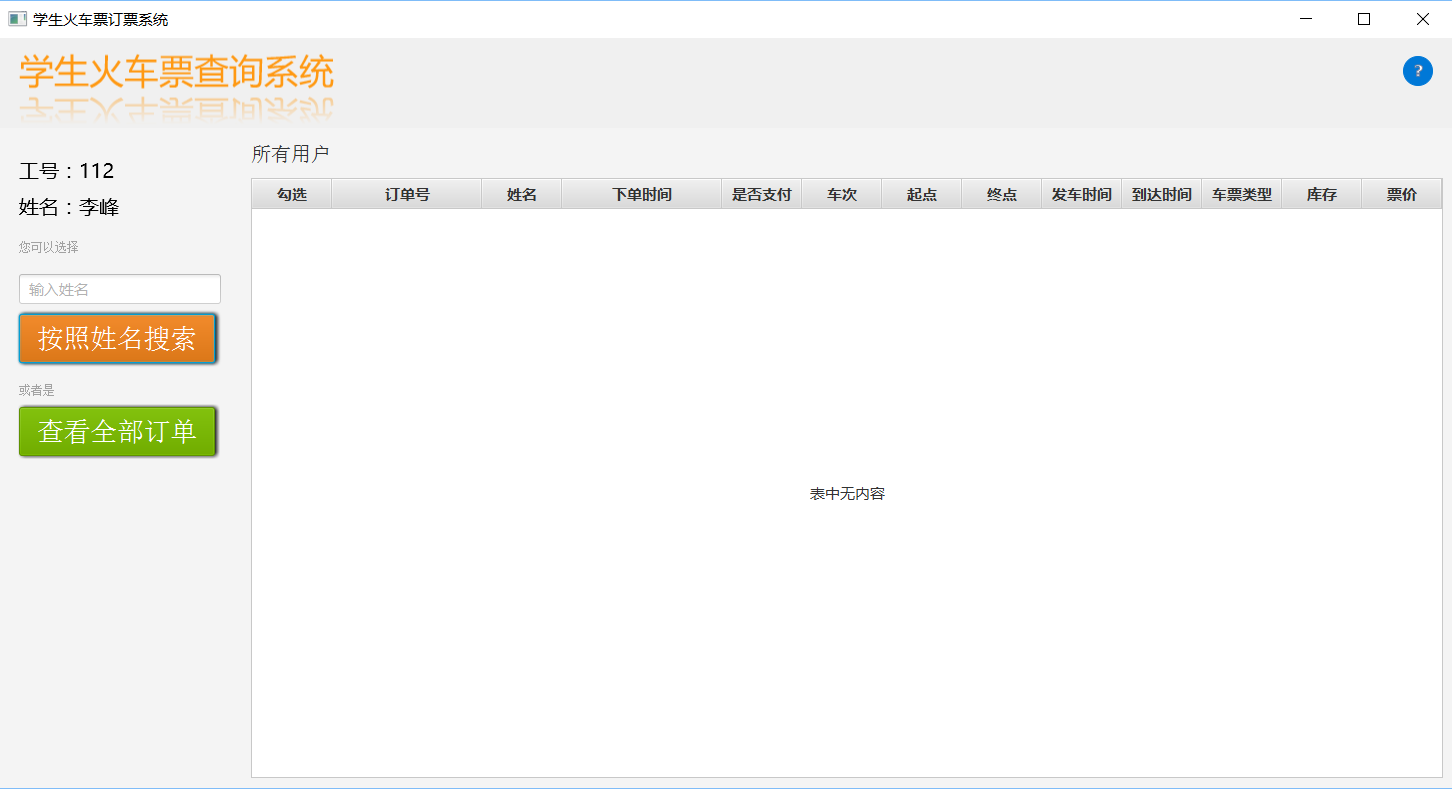 学生火车票订票系统
学生火车票查询系统
?
工号：112
姓名：李峰
您可以选择
输入姓名
按照姓名搜索
或者是
查看全部订单
所有用户
勾选 订单号 姓名 下单时间 是否支付 车次 起点 终点 发车时间 到达时间 车票类型 库存 票价
表中无内容